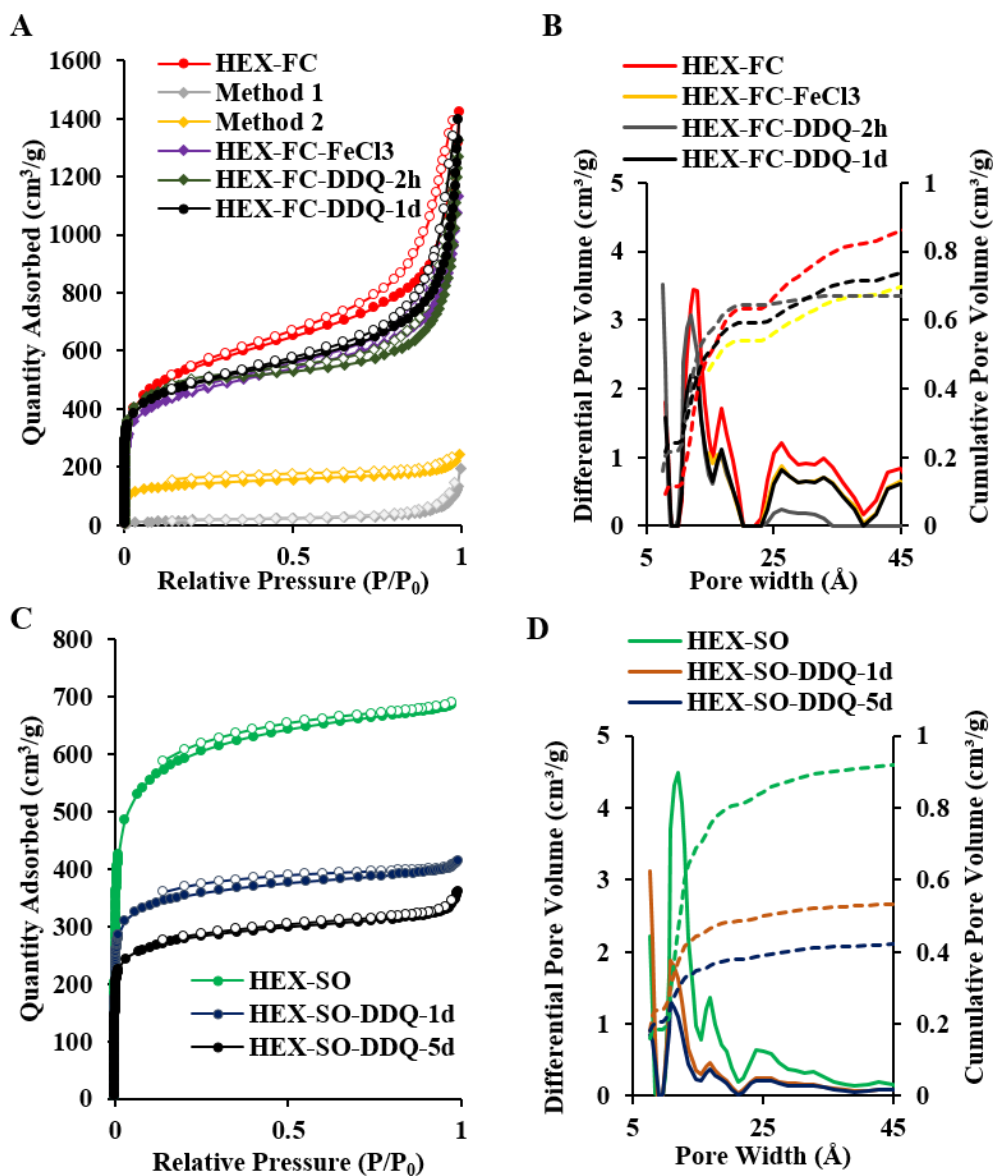 A
1600
1400
1200
1000
800
600
400
200
0
0
0.5
1
Quantity Adsorbed (cm³/g)
Relative Pressure (P/P₀)
HEX-FC
Method 1
Method 2
HEX-FC-FeCl3
HEX-FC-DDQ-2h
HEX-FC-DDQ-1d
B
HEX-FC
HEX-FC-FeCl3
HEX-FC-DDQ-2h
HEX-FC-DDQ-1d
5
4
3
2
1
0
1
0.8
0.6
0.4
0.2
0
5
25
45
Differential Pore Volume (cm³/g)
Cumulative Pore Volume (cm³/g)
Pore width (Å)
C
800
700
600
500
400
300
200
100
0
0
0.5
1
Quantity Adsorbed (cm³/g)
Relative Pressure (P/P₀)
HEX-SO
HEX-SO-DDQ-1d
HEX-SO-DDQ-5d
D
HEX-SO
HEX-SO-DDQ-1d
HEX-SO-DDQ-5d
5
4
3
2
1
0
1
0.8
0.6
0.4
0.2
0
5
25
45
Differential Pore Volume (cm³/g)
Cumulative Pore Volume (cm³/g)
Pore Width (Å)